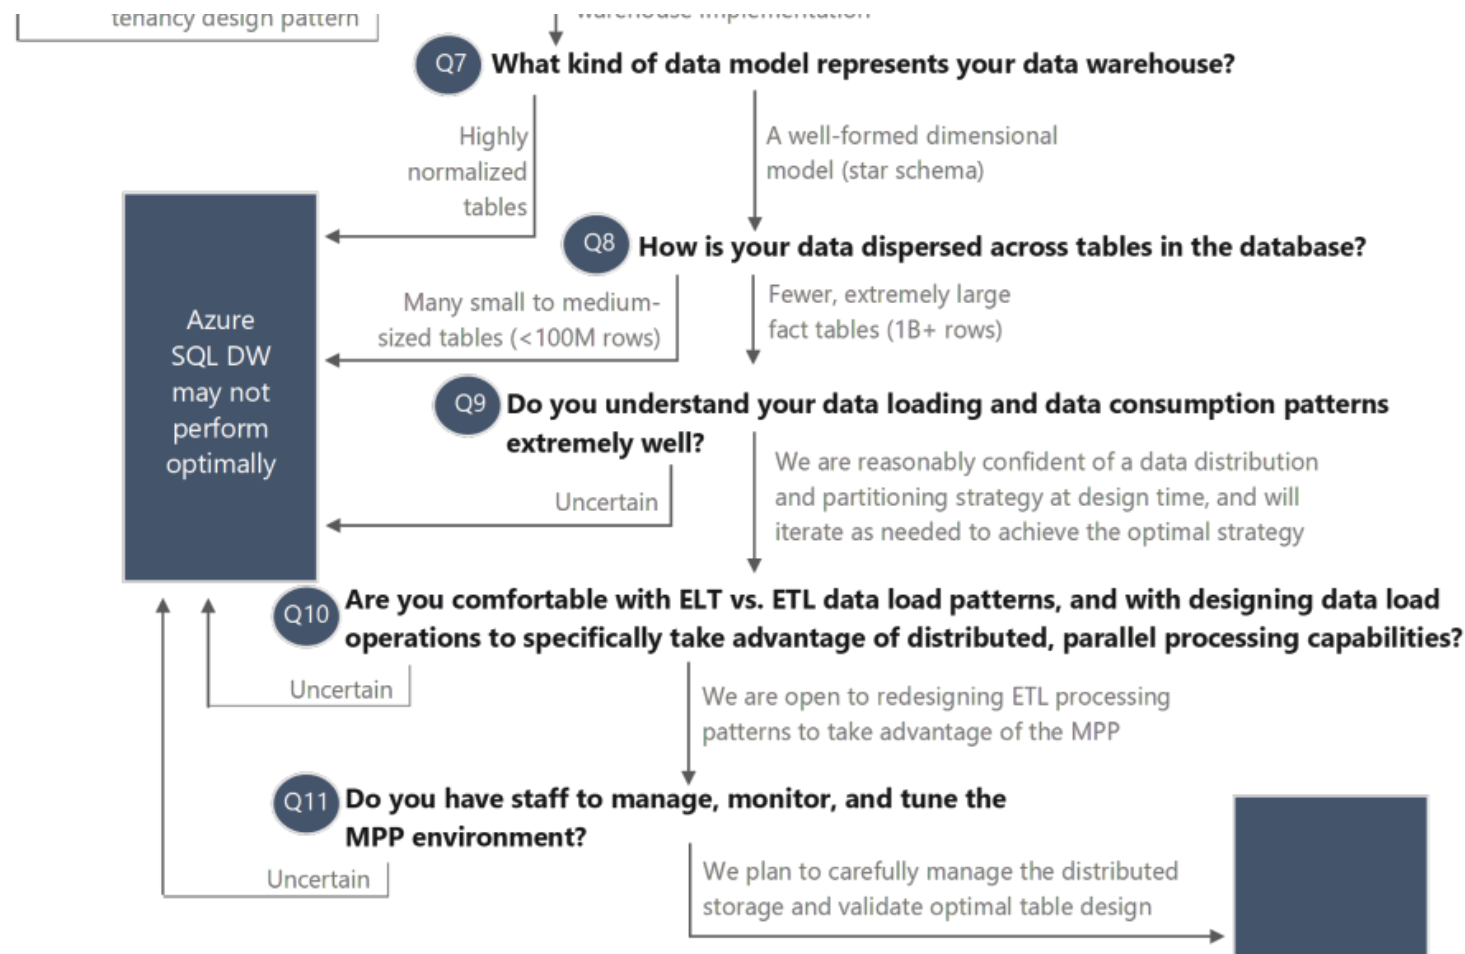 tenancy design pattern
warehouse implementation
Q7
What kind of data model represents your data warehouse?
Highly
normalized
tables
A well-formed dimensional
model (star schema)
Q8
How is your data dispersed across tables in the database?
Many small to medium-
sized tables (<100M rows)
Fewer, extremely large
fact tables (1B+ rows)
Azure
SQL DW
may not
perform
optimally
Q9
Do you understand your data loading and data consumption patterns
extremely well?
Uncertain
We are reasonably confident of a data distribution
and partitioning strategy at design time, and will
iterate as needed to achieve the optimal strategy
Q10
Are you comfortable with ELT vs. ETL data load patterns, and with designing data load
operations to specifically take advantage of distributed, parallel processing capabilities?
Uncertain
We are open to redesigning ETL processing
patterns to take advantage of the MPP
Q11
Do you have staff to manage, monitor, and tune the
MPP environment?
Uncertain
We plan to carefully manage the distributed
storage and validate optimal table design